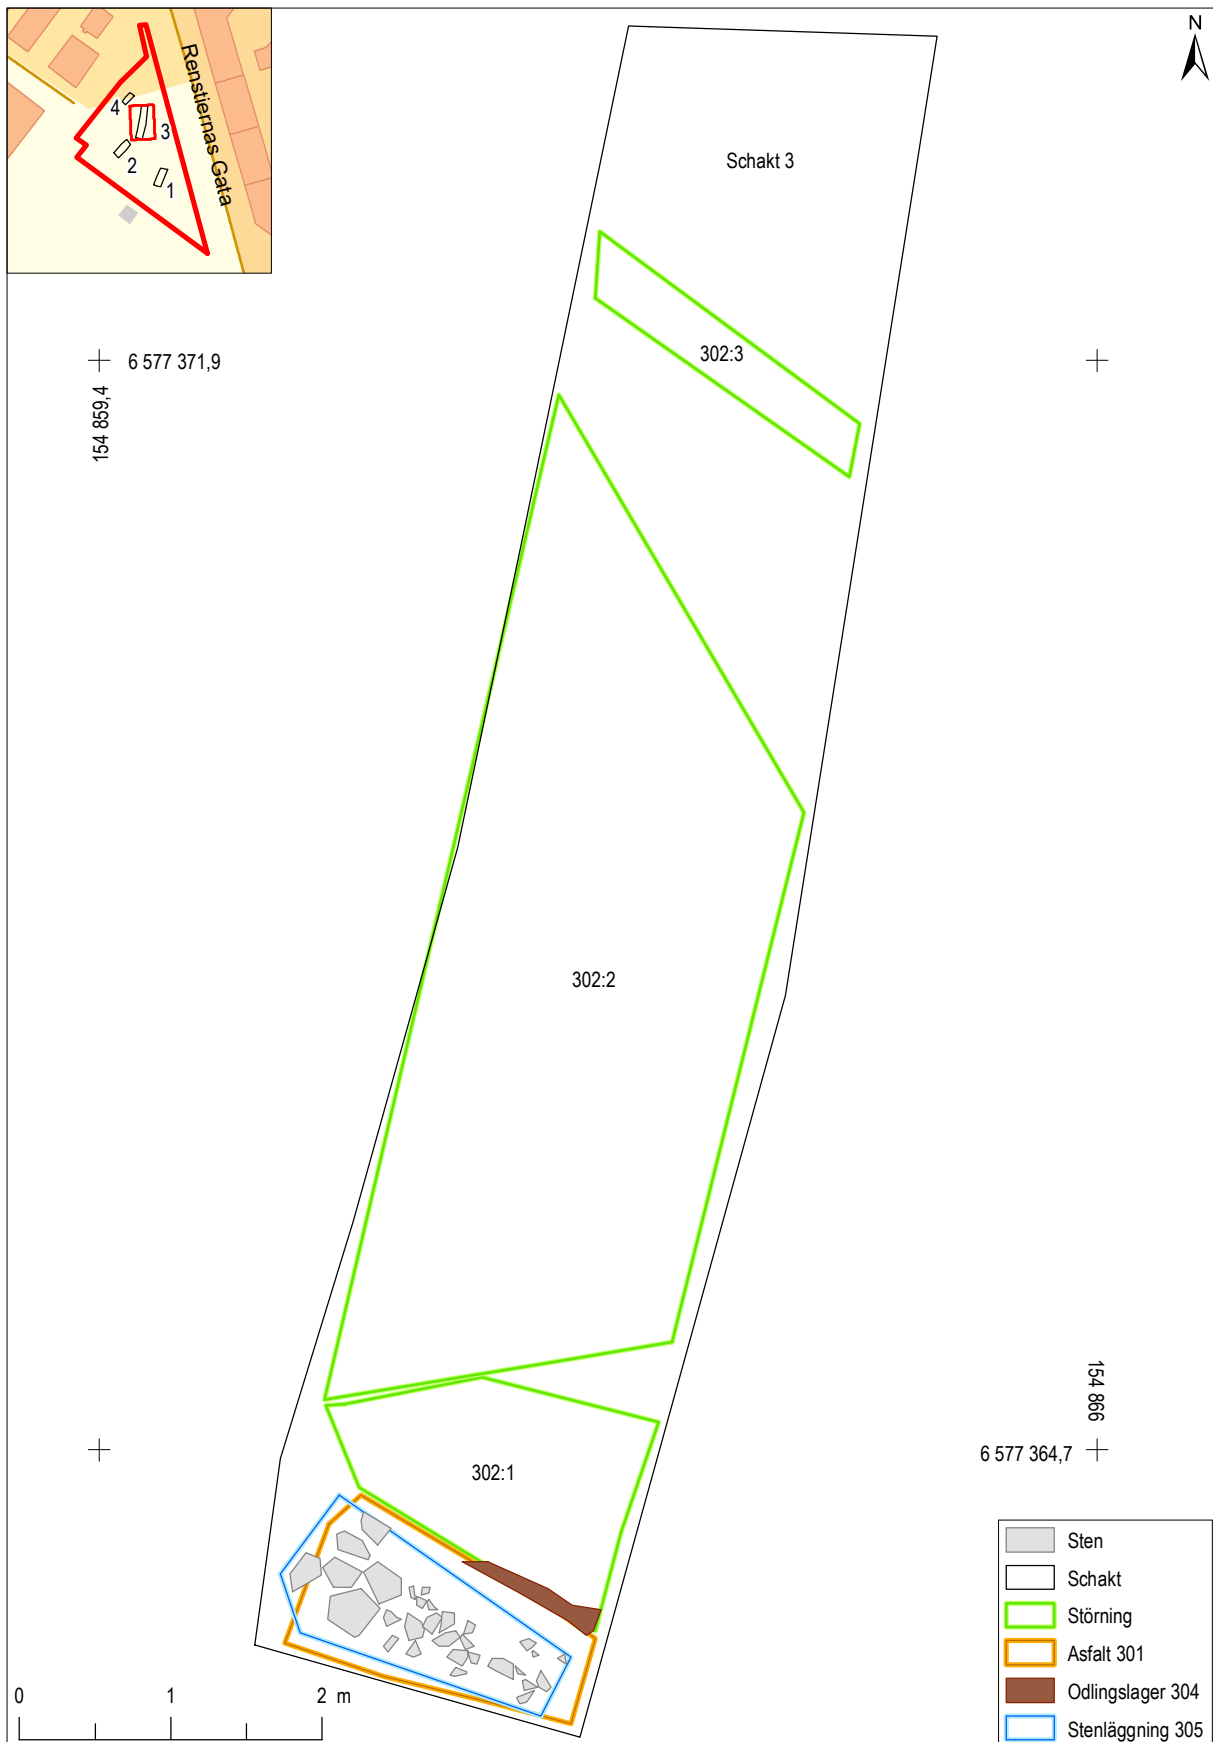 N
Renstiernas Gata
4
3
2
1
Schakt 3
302:3
6 577 371,9
154 859,4
302:2
154 866
6 577 364,7
302:1
Sten
Schakt
Störning
Asfalt 301
Odlingslager 304
Stenläggning 305
0 1 2 m